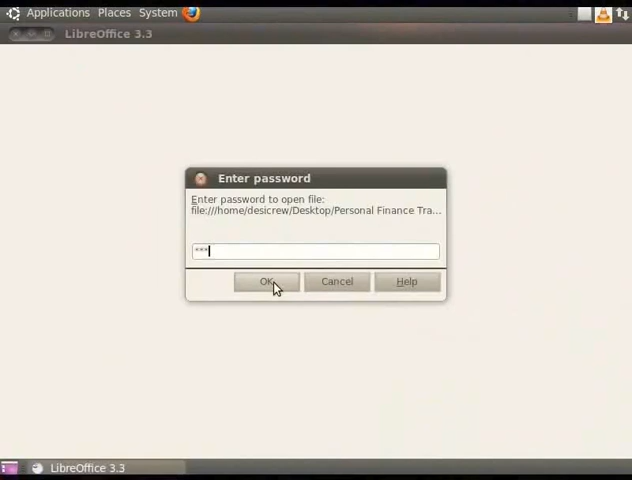 Applications Places System
LibreOffice 3.3
Enter password
Enter password to open file:
file:///home/desicrew/Desktop/Personal Finance Tra...
***
OK Cancel Help
LibreOffice 3.3